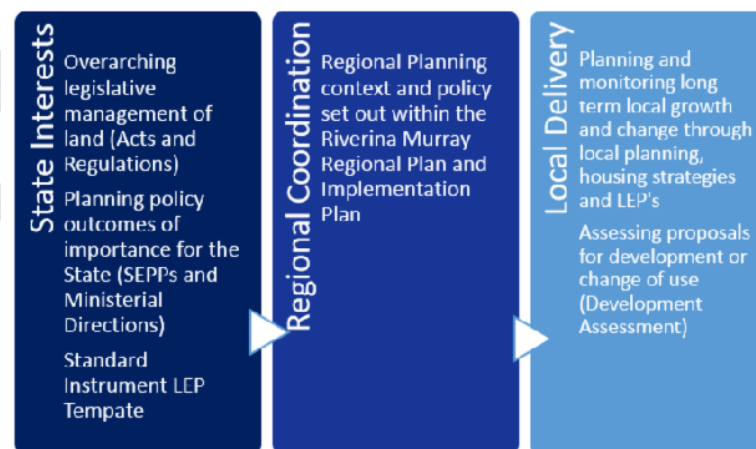 State Interests
Overarching
legislative
management of
land (Acts and
Regulations)
Planning policy
outcomes of
importance for the
State (SEPPs and
Ministerial
Directions)
Standard
Instrument LEP
Tempate
Regional Coordination
Regional Planning
context and policy
set out within the
Riverina Murray
Regional Plan and
Implementation
Plan
Local Delivery
Planning and
monitoring long
term local growth
and change through
local planning,
housing strategies
and LEP's
Assessing proposals
for development or
change of use
(Development
Assessment)